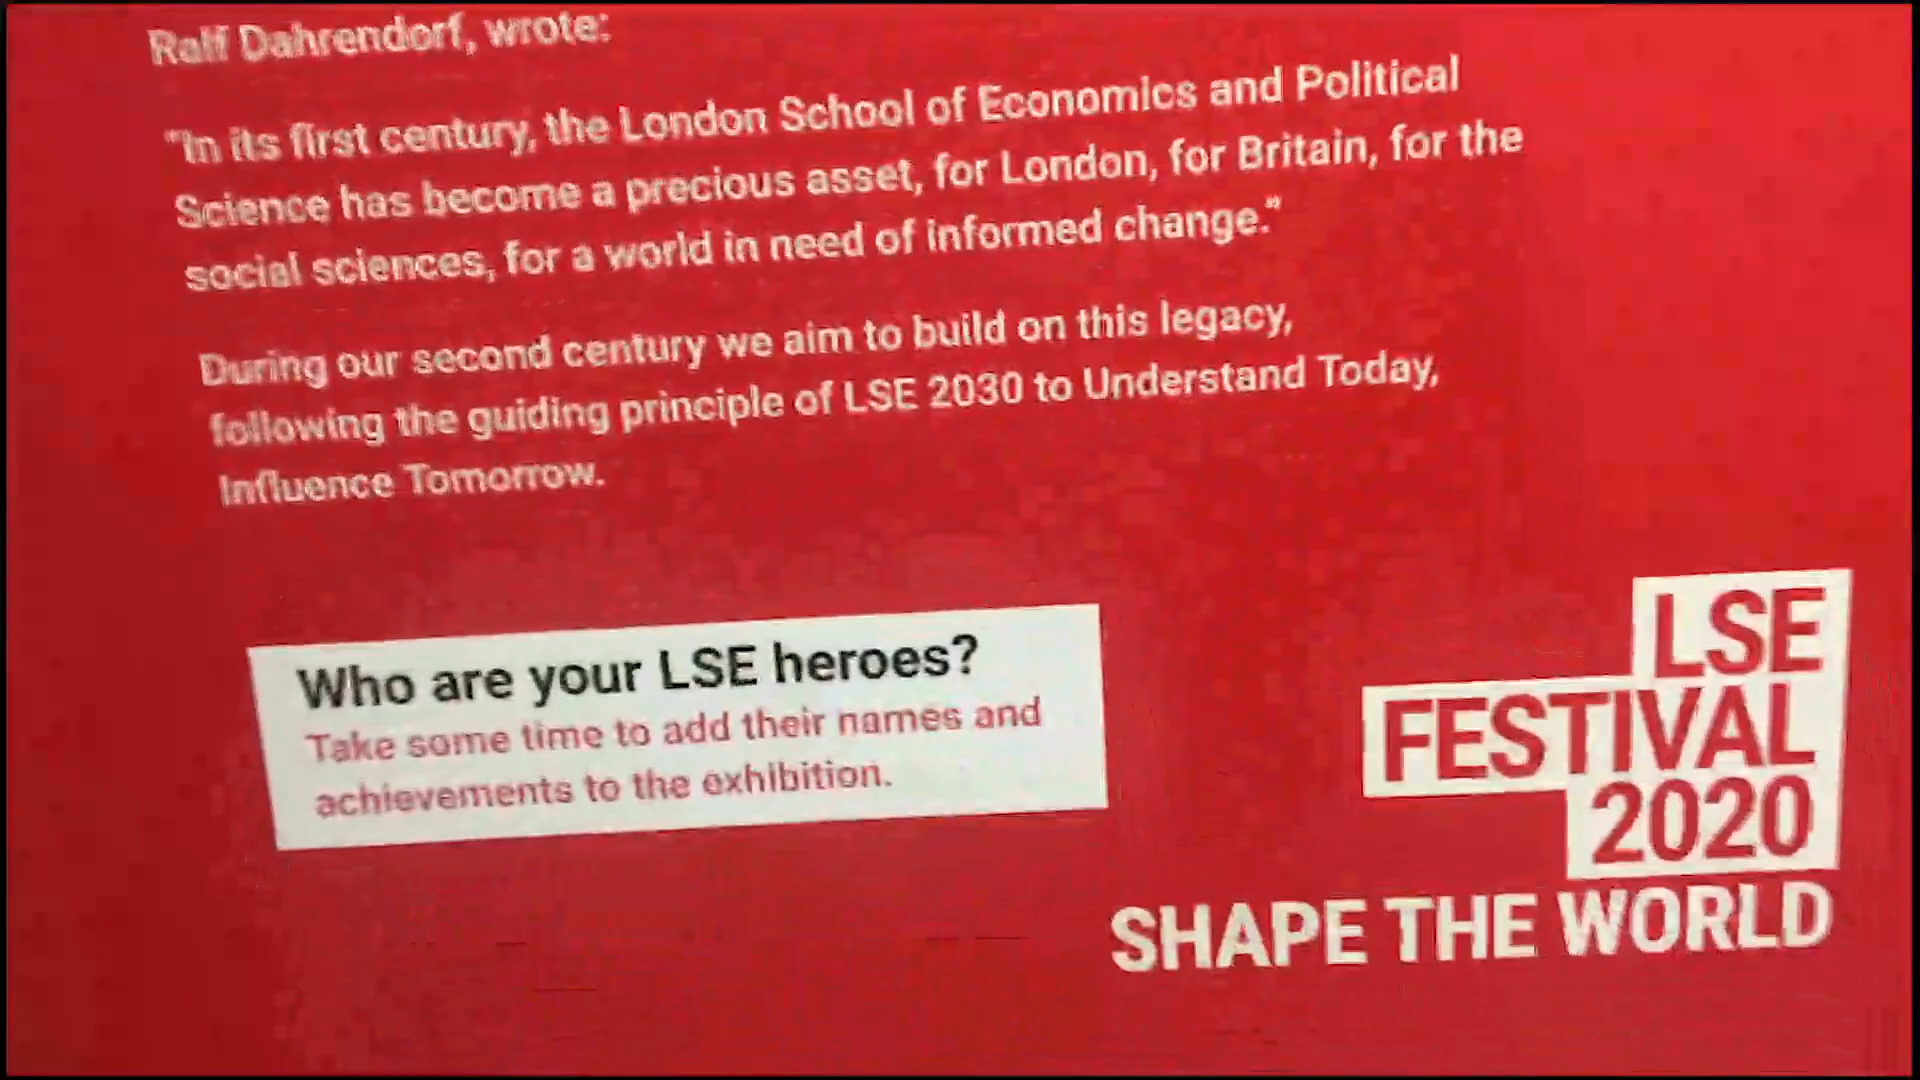 Ralf Dahrendorf, wrote:
"In its first century, the London School of Economics and Political
Science has become a precious asset, for London, for Britain, for the
social sciences, for a world in need of informed change."
During our second century we aim to build on this legacy,
following the guiding principle of LSE 2030 to Understand Today,
Influence Tomorrow.
Who are your LSE heroes?
Take some time to add their names and
achievements to the exhibition.
LSE
FESTIVAL
2020
SHAPE THE WORLD